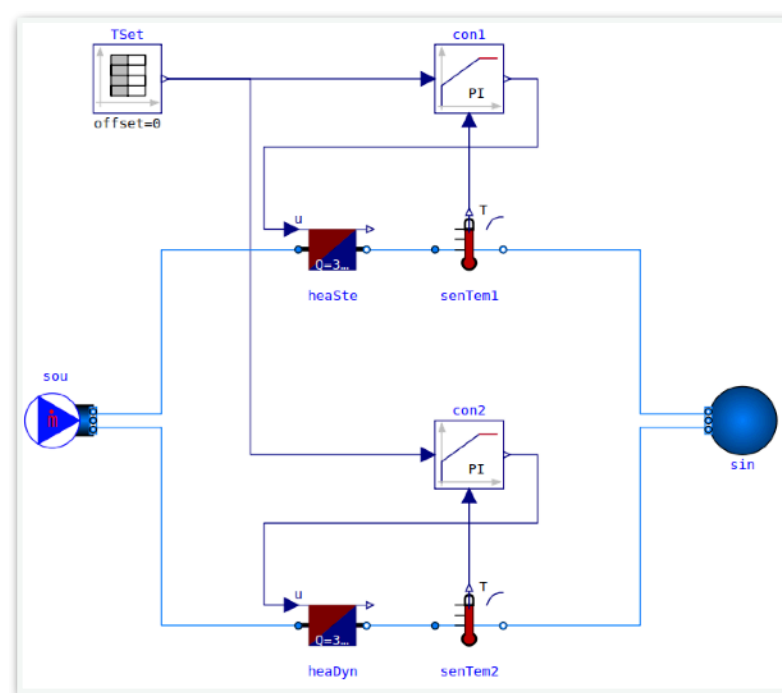 TSet
con1
PI
offset=0
u
T
Q=3...
heaSte
senTem1
sou
ṁ
con2
PI
sin
u
T
Q=3...
heaDyn
senTem2